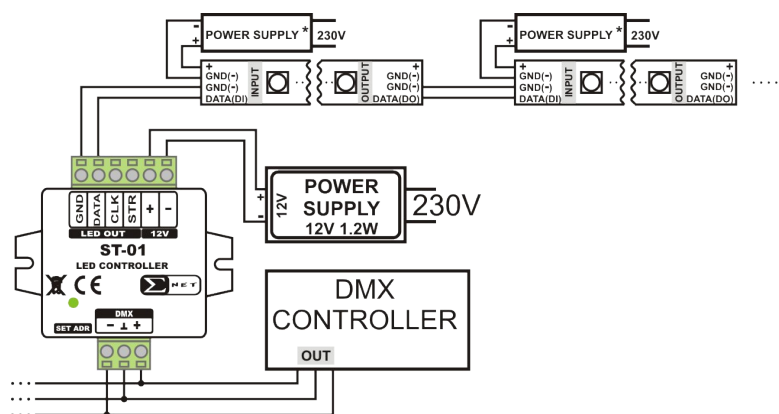 POWER SUPPLY *
230V
POWER SUPPLY *
230V
-
+
-
+
+
GND(-)
GND(-)
DATA(DI)
INPUT
OUTPUT
+
GND(-)
GND(-)
DATA(DO)
+
GND(-)
GND(-)
DATA(DI)
INPUT
OUTPUT
+
GND(-)
GND(-)
DATA(DO)
GND DATA CLK STR + -
LED OUT 12V
ST-01
LED CONTROLLER
CE
Σ NET
DMX
- ⊥ +
SET ADR
+
-
12V
POWER
SUPPLY
12V 1.2W
230V
DMX
CONTROLLER
OUT